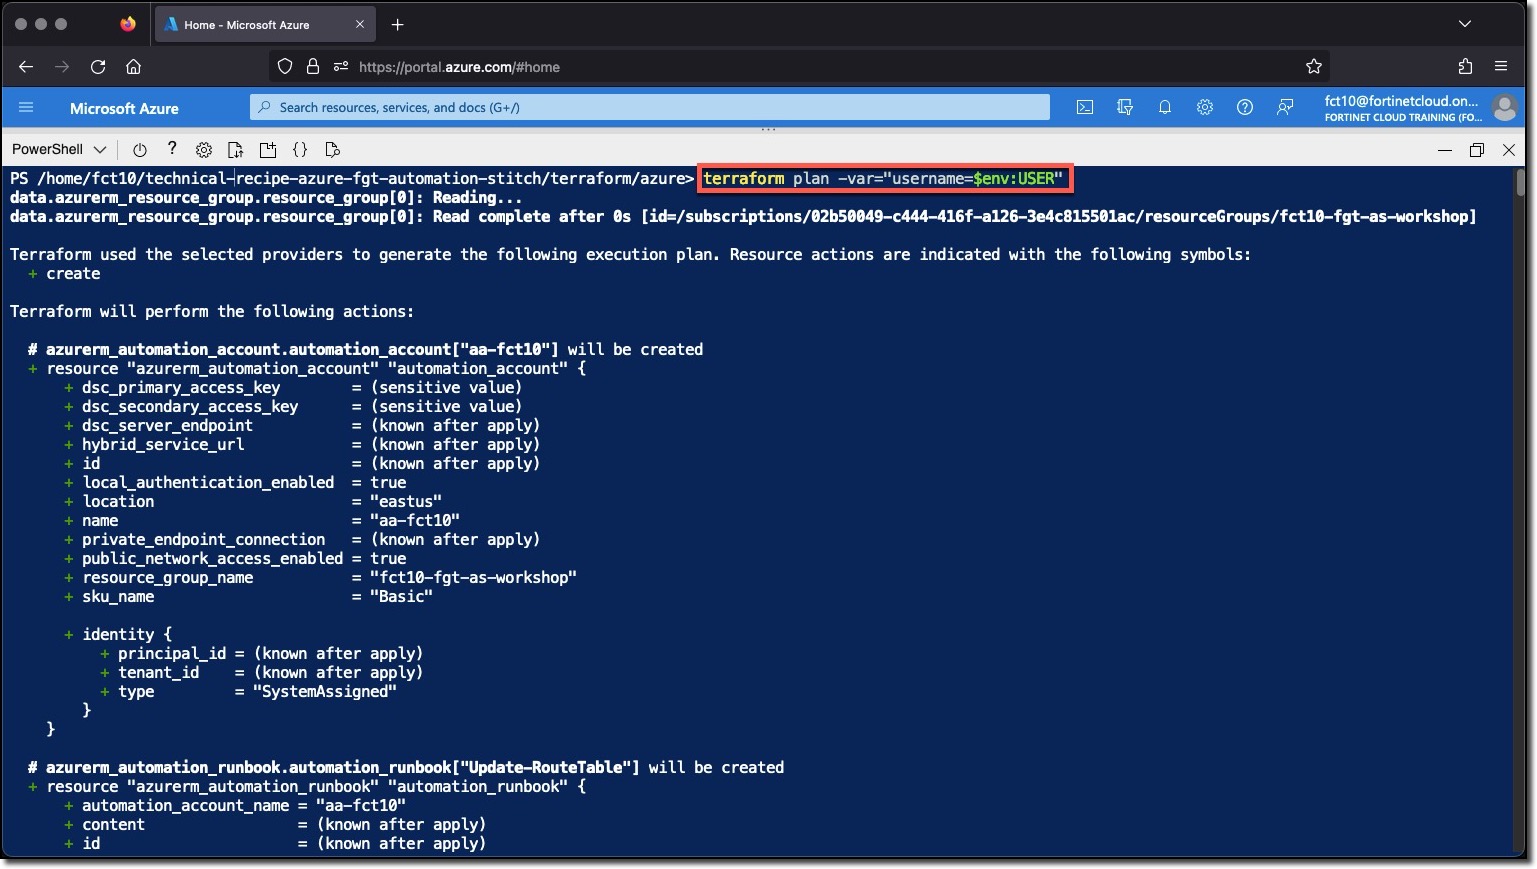 Home - Microsoft Azure
https://portal.azure.com/#home
Microsoft Azure
Search resources, services, and docs (G+/)
fct10@fortinetcloud.on...
FORTINET CLOUD TRAINING (FO...
PowerShell
PS /home/fct10/technical-recipe-azure-fgt-automation-stitch/terraform/azure> terraform plan -var="username=$env:USER"
data.azurerm_resource_group.resource_group[0]: Reading...
data.azurerm_resource_group.resource_group[0]: Read complete after 0s [id=/subscriptions/02b50049-c444-416f-a126-3e4c815501ac/resourceGroups/fct10-fgt-as-workshop]
Terraform used the selected providers to generate the following execution plan. Resource actions are indicated with the following symbols:
+ create
Terraform will perform the following actions:
# azurerm_automation_account.automation_account["aa-fct10"] will be created
+ resource "azurerm_automation_account" "automation_account" {
+ dsc_primary_access_key = (sensitive value)
+ dsc_secondary_access_key = (sensitive value)
+ dsc_server_endpoint = (known after apply)
+ hybrid_service_url = (known after apply)
+ id = (known after apply)
+ local_authentication_enabled = true
+ location = "eastus"
+ name = "aa-fct10"
+ private_endpoint_connection = (known after apply)
+ public_network_access_enabled = true
+ resource_group_name = "fct10-fgt-as-workshop"
+ sku_name = "Basic"
+ identity {
+ principal_id = (known after apply)
+ tenant_id = (known after apply)
+ type = "SystemAssigned"
}
}
# azurerm_automation_runbook.automation_runbook["Update-RouteTable"] will be created
+ resource "azurerm_automation_runbook" "automation_runbook" {
+ automation_account_name = "aa-fct10"
+ content = (known after apply)
+ id = (known after apply)